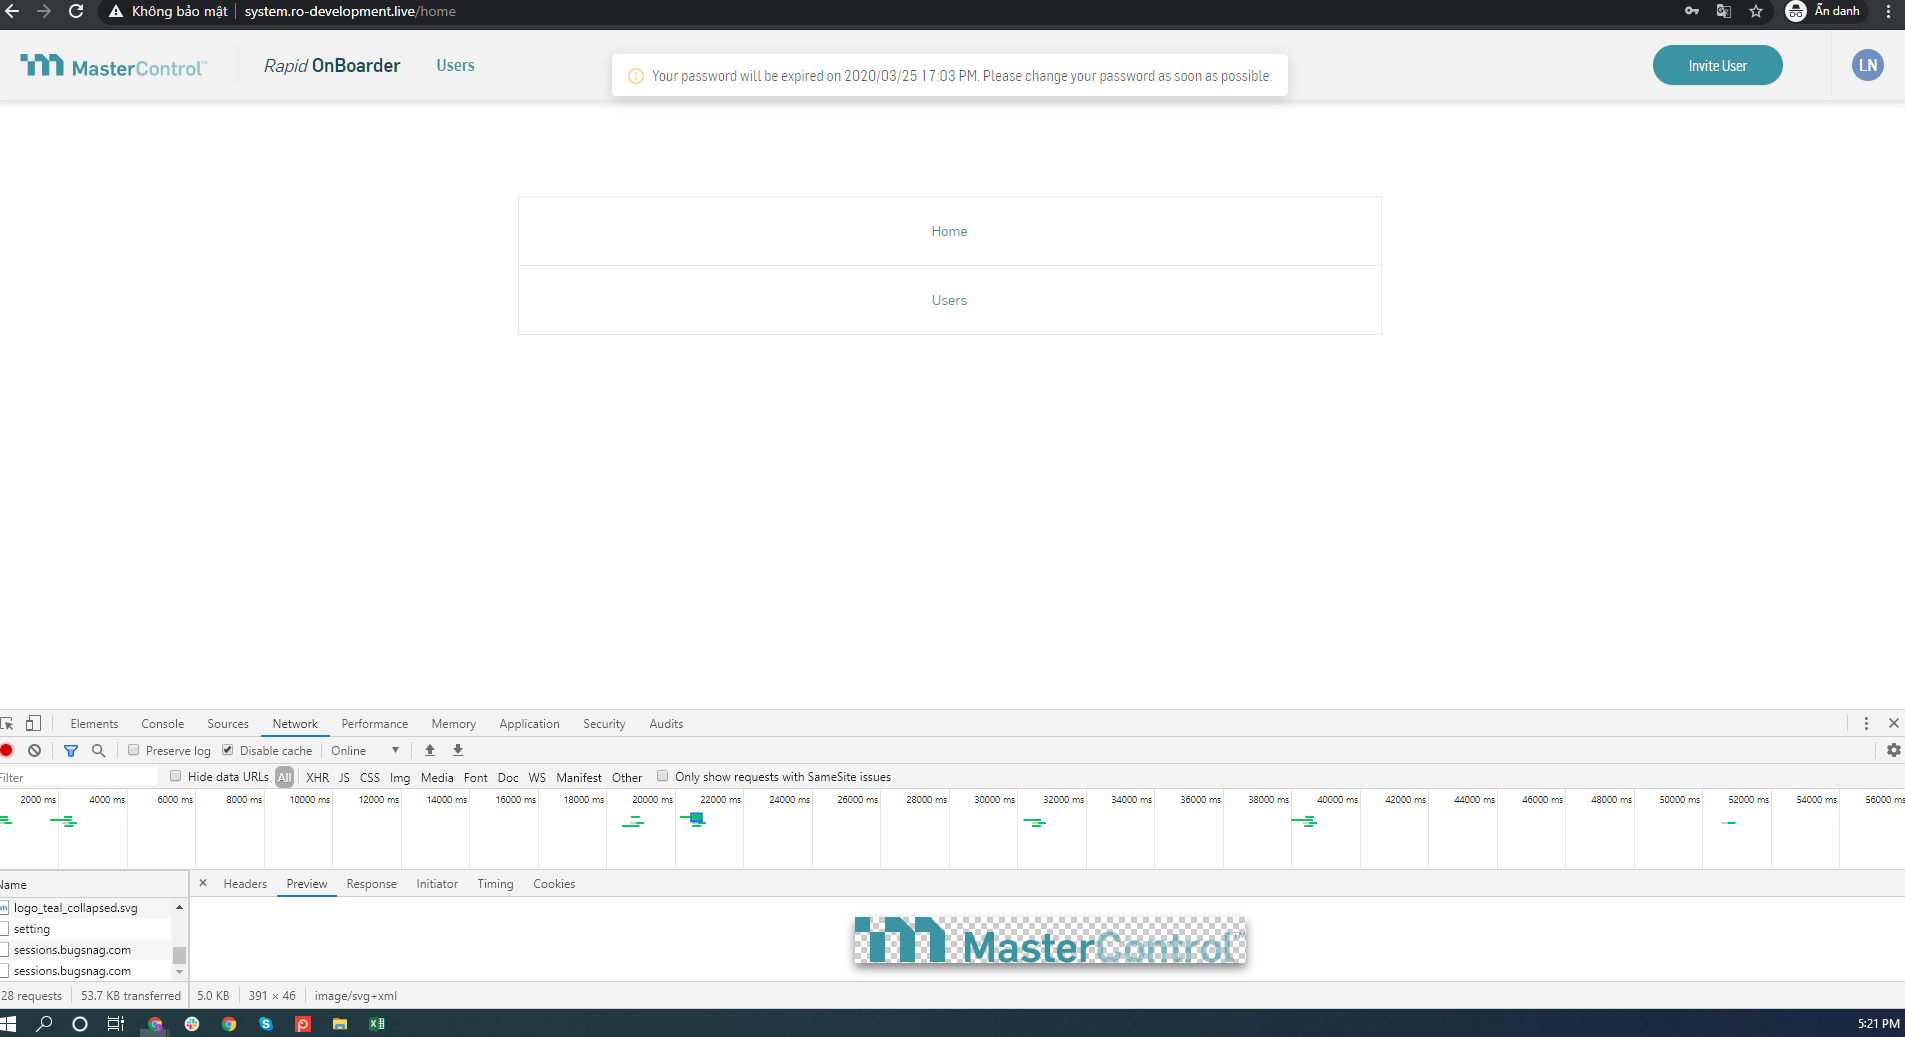 Không bảo mật system.ro-development.live/home Ẩn danh
MasterControl™ Rapid OnBoarder Users Invite User LN
Your password will be expired on 2020/03/25 17:03 PM. Please change your password as soon as possible.
Home
Users
Elements Console Sources Network Performance Memory Application Security Audits
Preserve log Disable cache Online
Filter Hide data URLs All XHR JS CSS Img Media Font Doc WS Manifest Other Only show requests with SameSite issues
2000 ms 4000 ms 6000 ms 8000 ms 10000 ms 12000 ms 14000 ms 16000 ms 18000 ms 20000 ms 22000 ms 24000 ms 26000 ms 28000 ms 30000 ms 32000 ms 34000 ms 36000 ms 38000 ms 40000 ms 42000 ms 44000 ms 46000 ms 48000 ms 50000 ms 52000 ms 54000 ms 56000 ms
Name Headers Preview Response Initiator Timing Cookies
logo_teal_collapsed.svg
setting
sessions.bugsnag.com
sessions.bugsnag.com
MasterControl™
28 requests 53.7 KB transferred 5.0 KB 391 × 46 image/svg+xml
5:21 PM